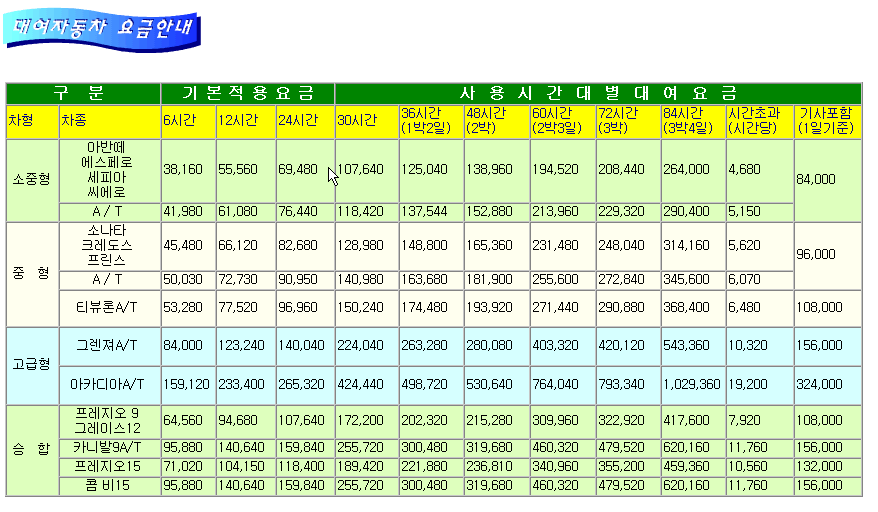 대여자동차 요금안내
구 분 기본적용요금 사용시간대별대여요금
차형 차종 6시간 12시간 24시간 30시간 36시간 (1박2일) 48시간 (2박) 60시간 (2박3일) 72시간 (3박) 84시간 (3박4일) 시간초과 (시간당) 기사포함 (1일기준)
소중형 아반떼 에스페로 세피아 씨에로 38,160 55,560 69,480 107,640 125,040 138,960 194,520 208,440 264,000 4,680 84,000
A / T 41,980 61,080 76,440 118,420 137,544 152,880 213,960 229,320 290,400 5,150
중 형 소나타 크레도스 프린스 45,480 66,120 82,680 128,980 148,800 165,360 231,480 248,040 314,160 5,620 96,000
A / T 50,030 72,730 90,950 140,980 163,680 181,900 255,600 272,840 345,600 6,070
티뷰론A/T 53,280 77,520 96,960 150,240 174,480 193,920 271,440 290,880 368,400 6,480 108,000
고급형 그렌져A/T 84,000 123,240 140,040 224,040 263,280 280,080 403,320 420,120 543,360 10,320 156,000
아카디아A/T 159,120 233,400 265,320 424,440 498,720 530,640 764,040 793,340 1,029,360 19,200 324,000
승 합 프레지오 9 그레이스12 64,560 94,680 107,640 172,200 202,320 215,280 309,960 322,920 417,600 7,920 108,000
카니발9A/T 95,880 140,640 159,840 255,720 300,480 319,680 460,320 479,520 620,160 11,760 156,000
프레지오15 71,020 104,150 118,400 189,420 221,880 236,810 340,960 355,200 459,360 10,560 132,000
콤 비15 95,880 140,640 159,840 255,720 300,480 319,680 460,320 479,520 620,160 11,760 156,000